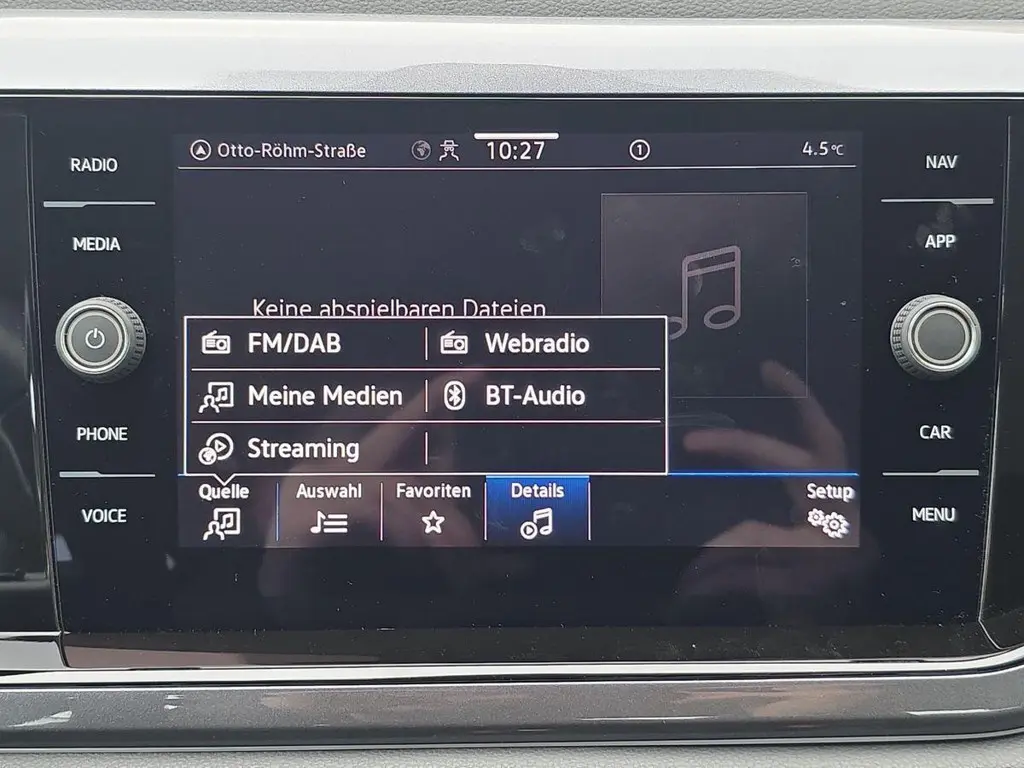 RADIO
MEDIA
PHONE
VOICE
Otto-Röhm-Straße
10:27
1
4.5°C
Keine abspielbaren Dateien
FM/DAB
Webradio
Meine Medien
BT-Audio
Streaming
Quelle
Auswahl
Favoriten
Details
Setup
NAV
APP
CAR
MENU